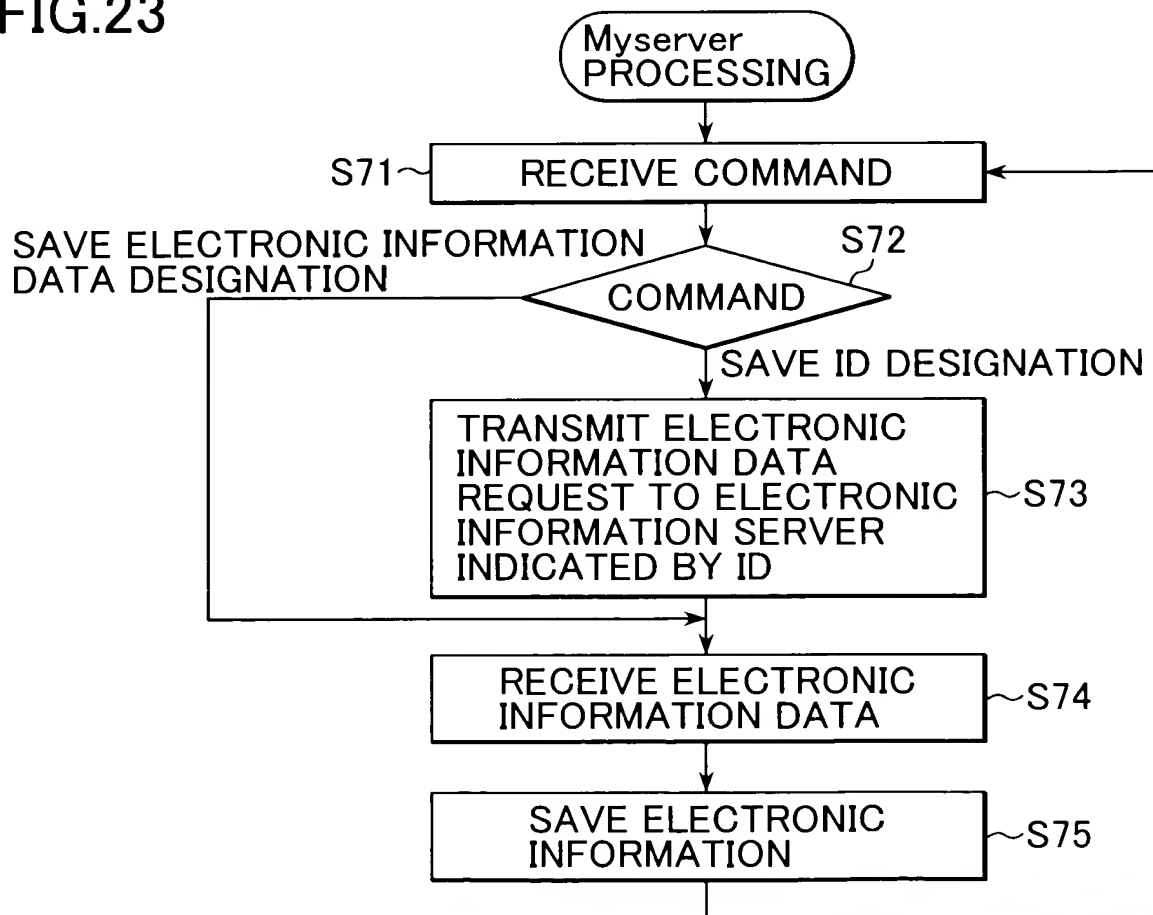 FIG.23
Myserver
PROCESSING
S71
RECEIVE COMMAND
SAVE ELECTRONIC INFORMATION
DATA DESIGNATION
S72
COMMAND
SAVE ID DESIGNATION
TRANSMIT ELECTRONIC
INFORMATION DATA
REQUEST TO ELECTRONIC
INFORMATION SERVER
INDICATED BY ID
S73
RECEIVE ELECTRONIC
INFORMATION DATA
S74
SAVE ELECTRONIC
INFORMATION
S75